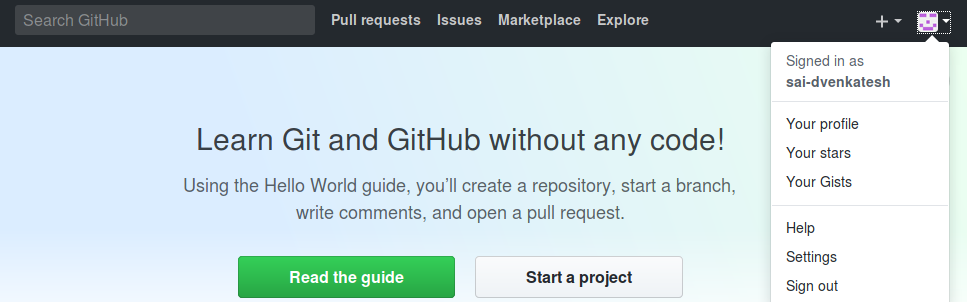 Search GitHub
Pull requests
Issues
Marketplace
Explore
Signed in as
sai-dvenkatesh
Your profile
Your stars
Your Gists
Help
Settings
Sign out
Learn Git and GitHub without any code!
Using the Hello World guide, you’ll create a repository, start a branch,
write comments, and open a pull request.
Read the guide
Start a project